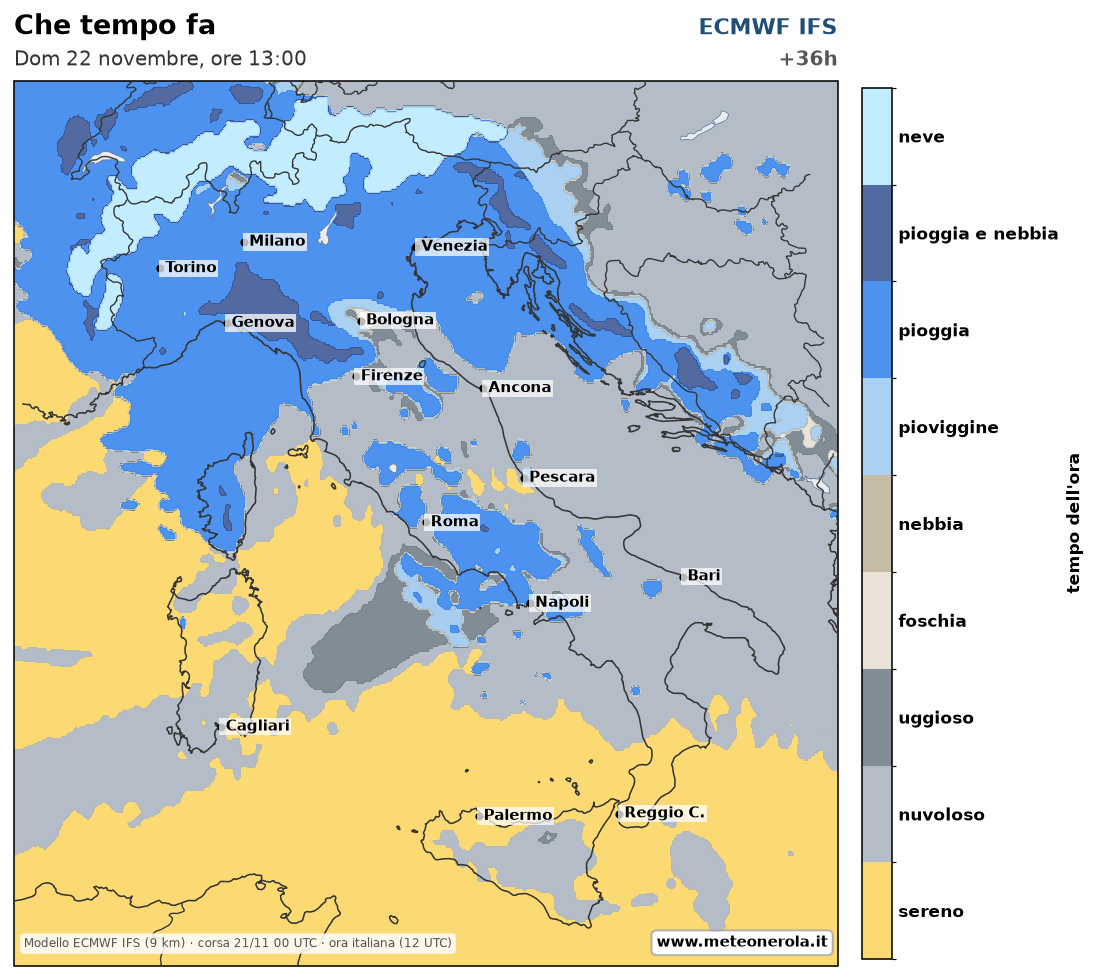 Che tempo fa
ECMWF IFS
Dom 22 novembre, ore 13:00
+36h
neve
pioggia e nebbia
pioggia
pioviggine
nebbia
foschia
uggioso
nuvoloso
sereno
tempo dell'ora
Milano
Venezia
Torino
Genova
Bologna
Firenze
Ancona
Pescara
Roma
Bari
Napoli
Cagliari
Palermo
Reggio C.
Modello ECMWF IFS (9 km) · corsa 21/11 00 UTC · ora italiana (12 UTC)
www.meteonerola.it